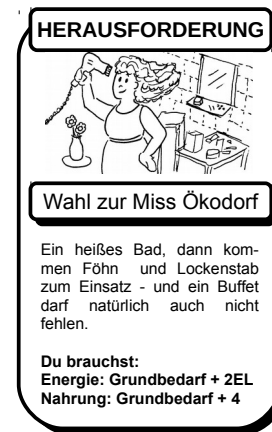 HERAUSFORDERUNG
Wahl zur Miss Ökodorf
Ein heißes Bad, dann kom-
men Föhn und Lockenstab
zum Einsatz - und ein Buffet
darf natürlich auch nicht
fehlen.
Du brauchst:
Energie: Grundbedarf + 2EL
Nahrung: Grundbedarf + 4